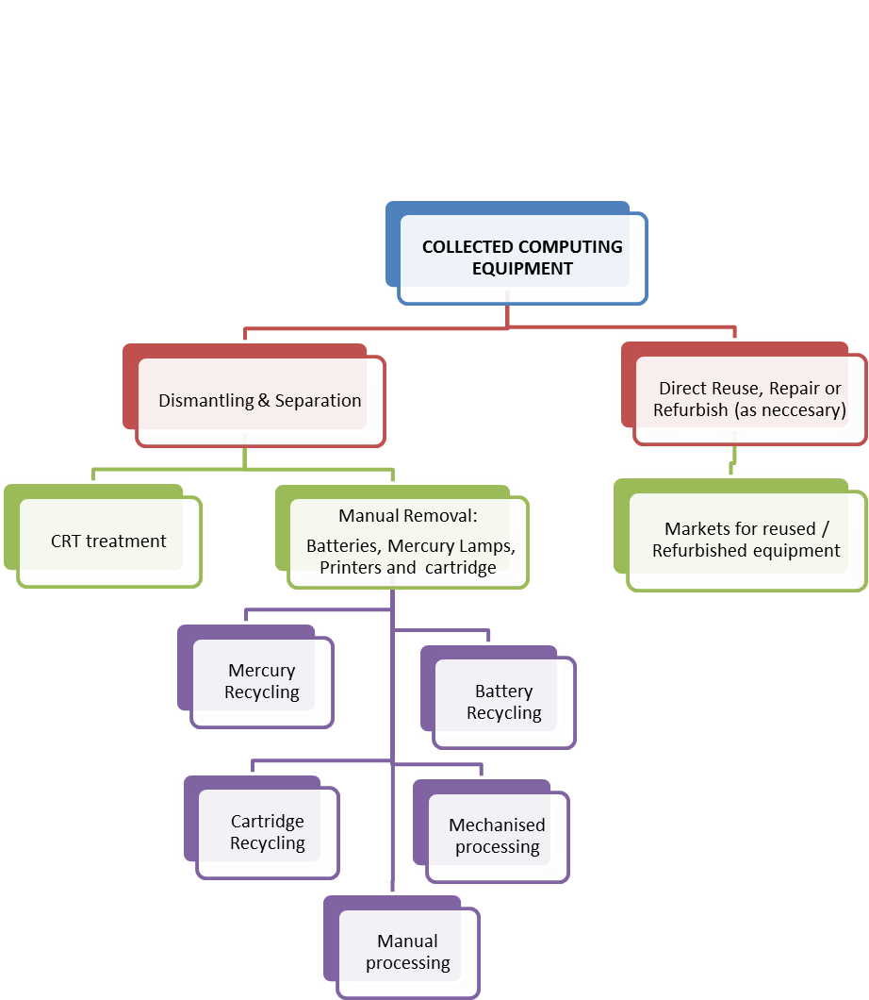 COLLECTED COMPUTING
EQUIPMENT
Dismantling & Separation
Direct Reuse, Repair or
Refurbish (as neccesary)
CRT treatment
Manual Removal:
Batteries, Mercury Lamps,
Printers and cartridge
Markets for reused /
Refurbished equipment
Mercury
Recycling
Battery
Recycling
Cartridge
Recycling
Mechanised
processing
Manual
processing